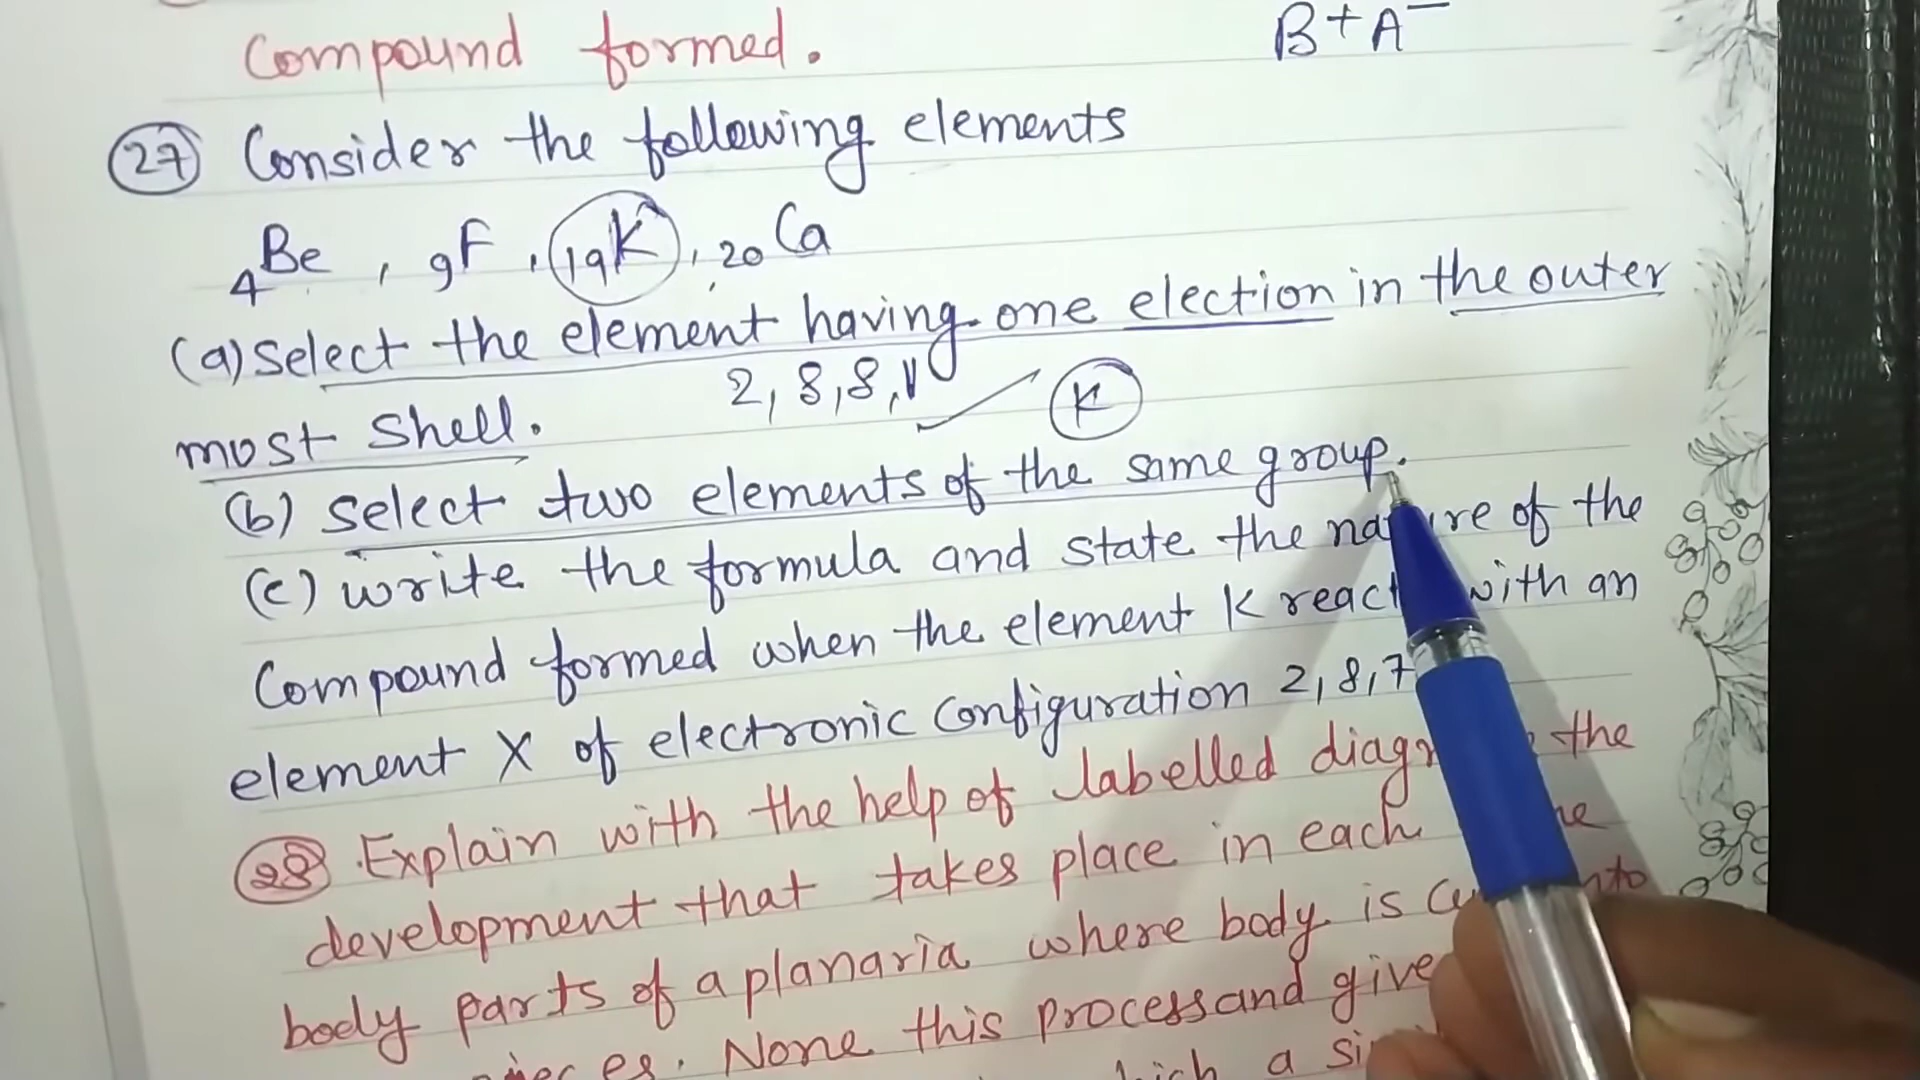 Compound formed.
B+A-
(27) Consider the following elements
4Be, 9F, 19K, 20Ca
(a) Select the element having one election in the outer
2, 8, 8, 1 K
most shell.
(b) Select two elements of the same group.
(c) write the formula and state the nature of the
Compound formed when the element K react with an
element X of electronic configuration 2, 8, 7
(28) Explain with the help of labelled the
development that takes place in each
body parts of a planaria where body is
None this process and give
a